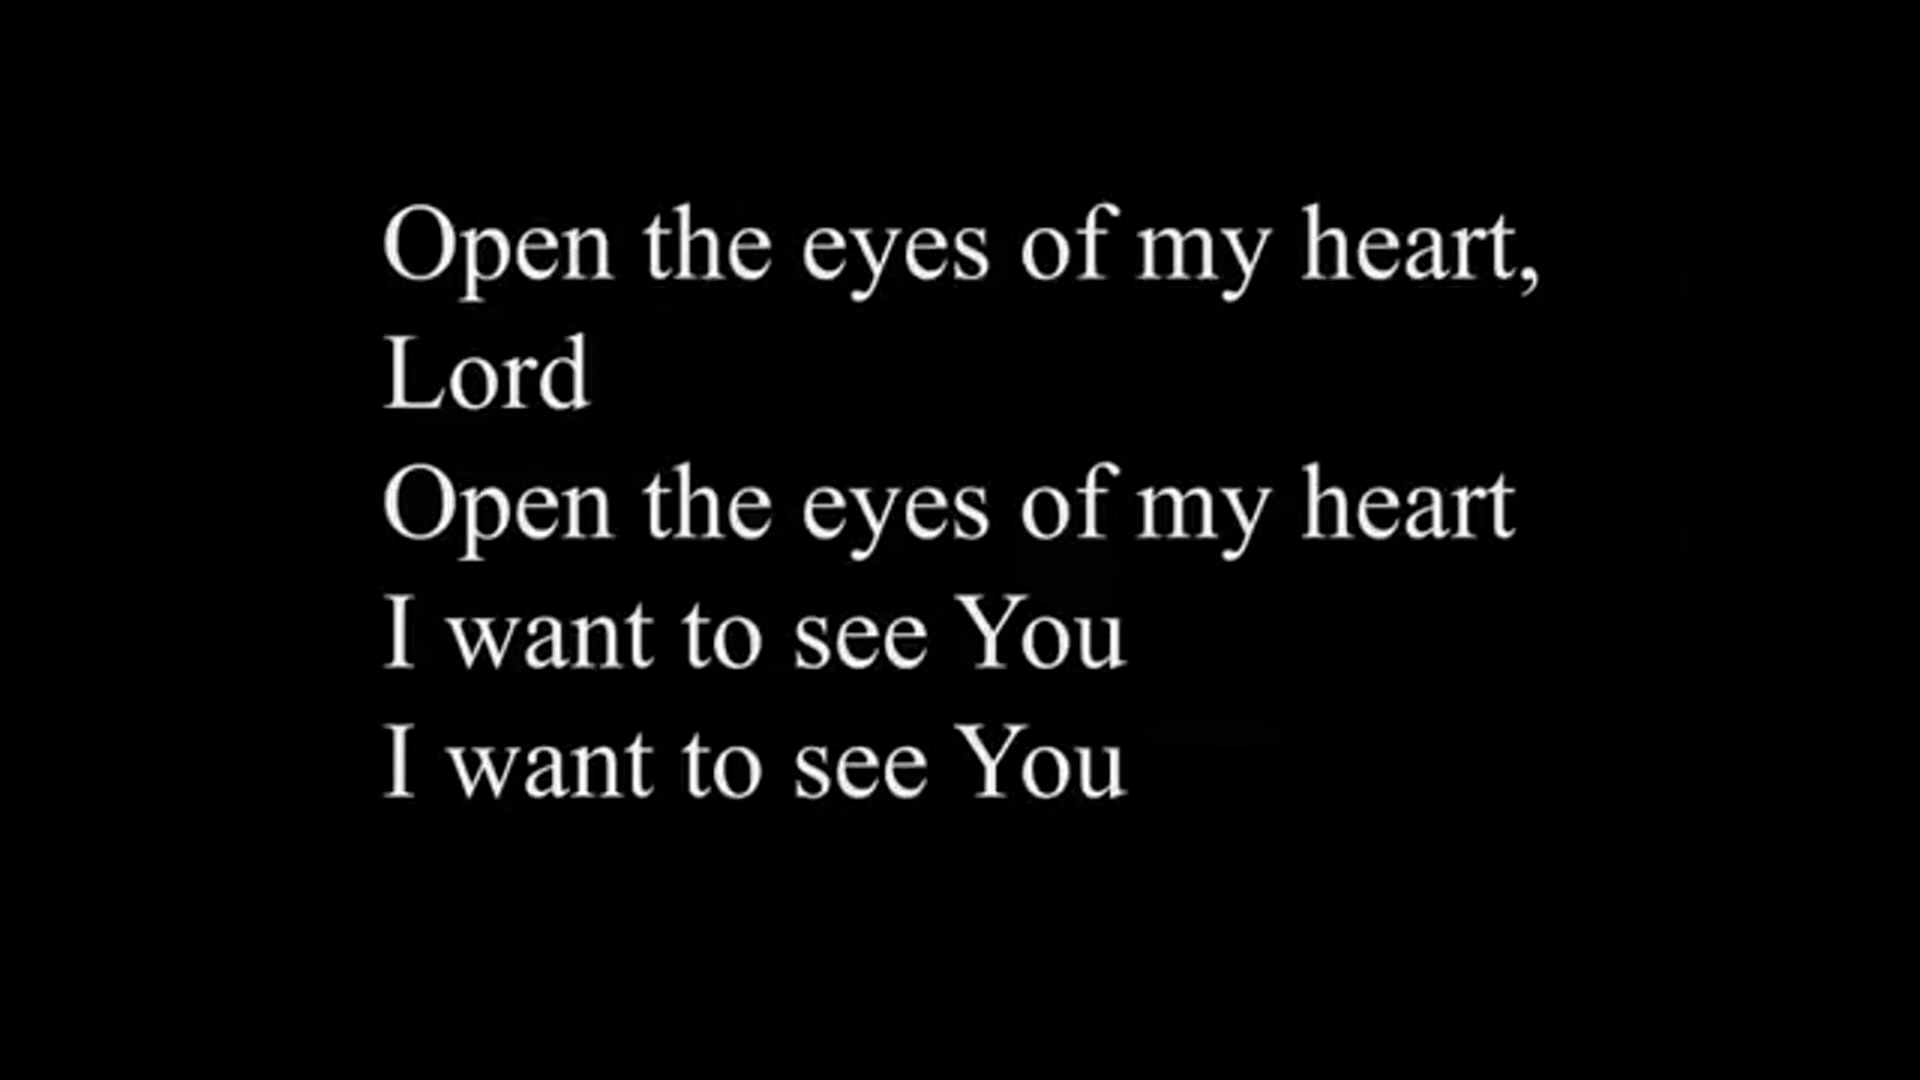 Open the eyes of my heart,
Lord
Open the eyes of my heart
I want to see You
I want to see You